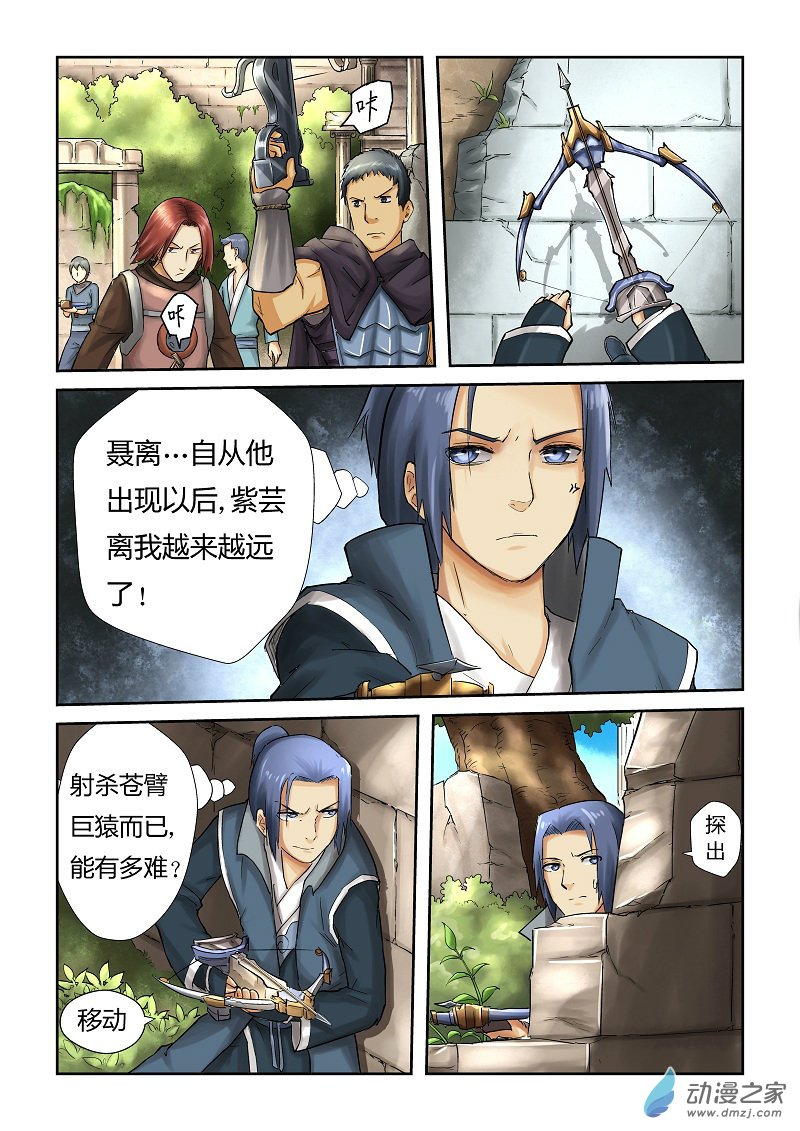 咔
咔
聂离…自从他
出现以后,紫芸
离我越来越远
了!
射杀苍臂
巨猿而已,
能有多难?
移动
探
出
动漫之家
www.dmzj.com